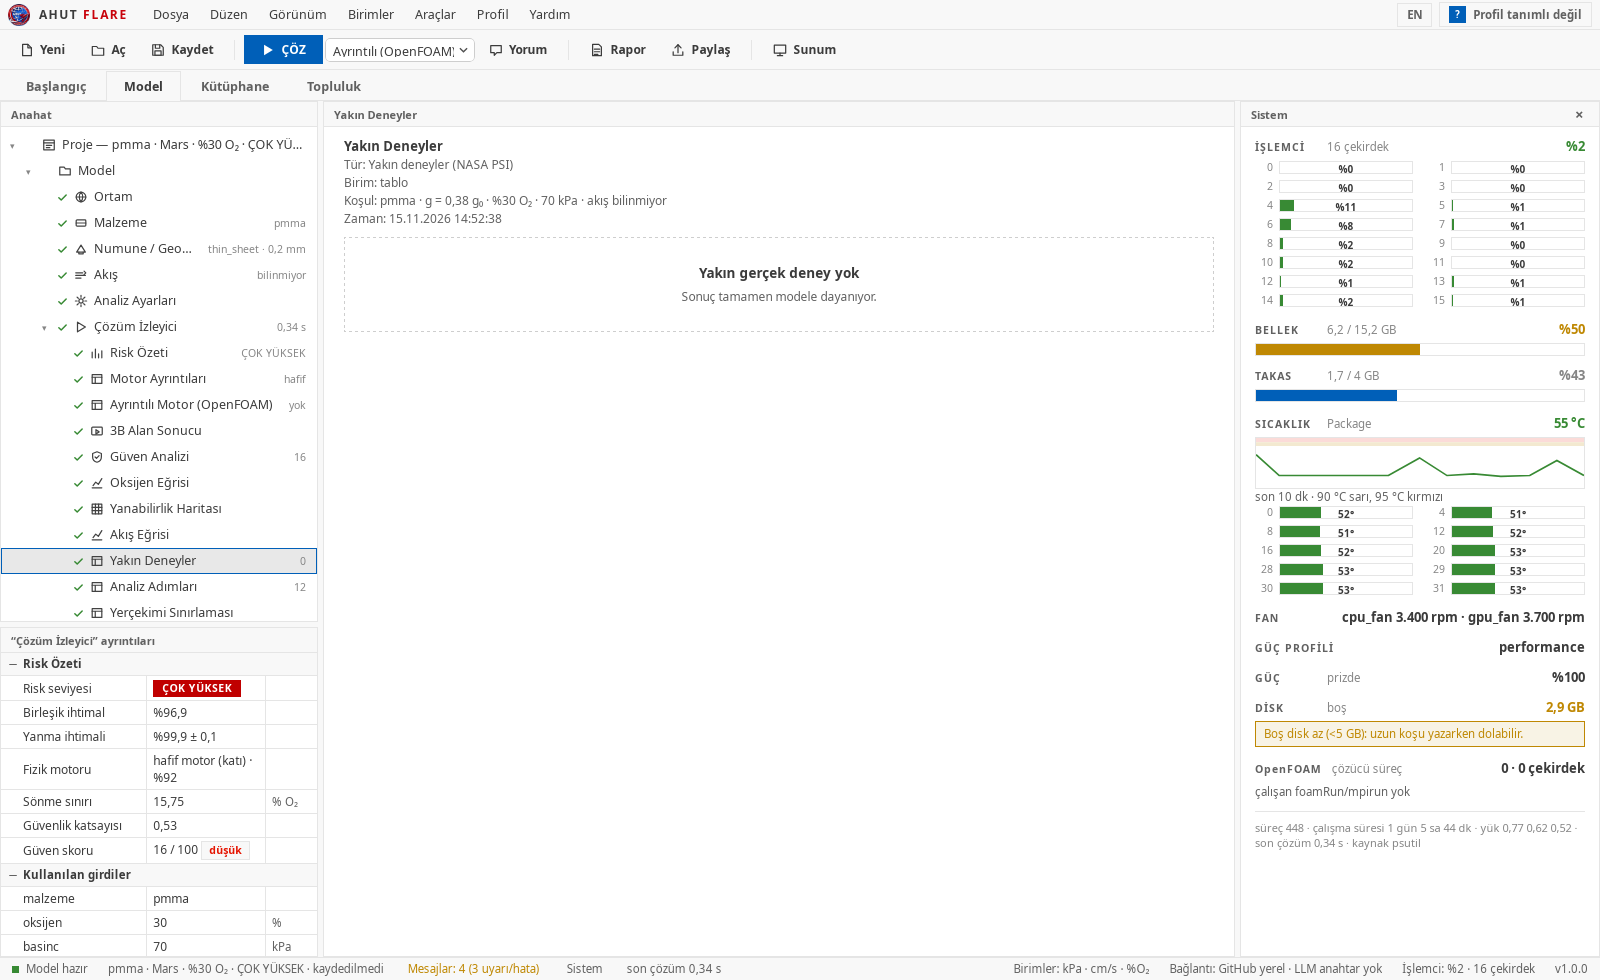 AHUT FLARE Dosya Düzen Görünüm Birimler Araçlar Profil Yardım EN ? Profil tanımlı değil
Yeni Aç Kaydet ÇÖZ Ayrıntılı (OpenFOAM) Yorum Rapor Paylaş Sunum
Başlangıç Model Kütüphane Topluluk
Anahat
Proje — pmma · Mars · %30 O₂ · ÇOK YÜ...
Model
Ortam
Malzeme pmma
Numune / Geo... thin_sheet · 0,2 mm
Akış bilinmiyor
Analiz Ayarları
Çözüm İzleyici 0,34 s
Risk Özeti ÇOK YÜKSEK
Motor Ayrıntıları hafif
Ayrıntılı Motor (OpenFOAM) yok
3B Alan Sonucu
Güven Analizi 16
Oksijen Eğrisi
Yanabilirlik Haritası
Akış Eğrisi
Yakın Deneyler 0
Analiz Adımları 12
Yerçekimi Sınırlaması
“Çözüm İzleyici” ayrıntıları
Risk Özeti
Risk seviyesi ÇOK YÜKSEK
Birleşik ihtimal %96,9
Yanma ihtimali %99,9 ± 0,1
Fizik motoru hafif motor (katı) · %92
Sönme sınırı 15,75 % O₂
Güvenlik katsayısı 0,53
Güven skoru 16 / 100 düşük
Kullanılan girdiler
malzeme pmma
oksijen 30 %
basinc 70 kPa
Yakın Deneyler
Yakın Deneyler
Tür: Yakın deneyler (NASA PSI)
Birim: tablo
Koşul: pmma · g = 0,38 g₀ · %30 O₂ · 70 kPa · akış bilinmiyor
Zaman: 15.11.2026 14:52:38
Yakın gerçek deney yok
Sonuç tamamen modele dayanıyor.
Sistem ×
İŞLEMCİ 16 çekirdek %2
0 %0 1 %0
2 %0 3 %0
4 %11 5 %1
6 %8 7 %1
8 %2 9 %0
10 %2 11 %0
12 %1 13 %1
14 %2 15 %1
BELLEK 6,2 / 15,2 GB %50
TAKAS 1,7 / 4 GB %43
SICAKLIK Package 55 °C
son 10 dk · 90 °C sarı, 95 °C kırmızı
0 52° 4 51°
8 51° 12 52°
16 52° 20 53°
28 53° 29 53°
30 53° 31 53°
FAN cpu_fan 3.400 rpm · gpu_fan 3.700 rpm
GÜÇ PROFİLİ performance
GÜÇ prizde %100
DİSK boş 2,9 GB
Boş disk az (<5 GB): uzun koşu yazarken dolabilir.
OpenFOAM çözücü süreç 0 · 0 çekirdek
çalışan foamRun/mpirun yok
süreç 448 · çalışma süresi 1 gün 5 sa 44 dk · yük 0,77 0,62 0,52 ·
son çözüm 0,34 s · kaynak psutil
Model hazır pmma · Mars · %30 O₂ · ÇOK YÜKSEK · kaydedilmedi Mesajlar: 4 (3 uyarı/hata) Sistem son çözüm 0,34 s Birimler: kPa · cm/s · %O₂ Bağlantı: GitHub yerel · LLM anahtar yok İşlemci: %2 · 16 çekirdek v1.0.0